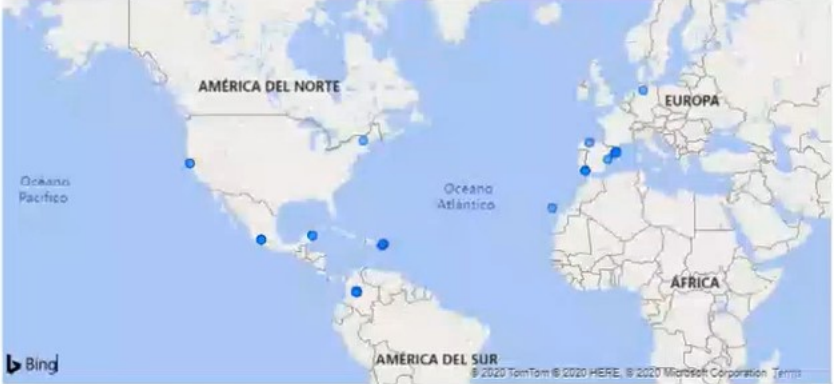 AMÉRICA DEL NORTE
EUROPA
Océano
Pacífico
Océano
Atlántico
ÁFRICA
AMÉRICA DEL SUR
Bing
© 2020 TomTom © 2020 HERE, © 2020 Microsoft Corporation Terms